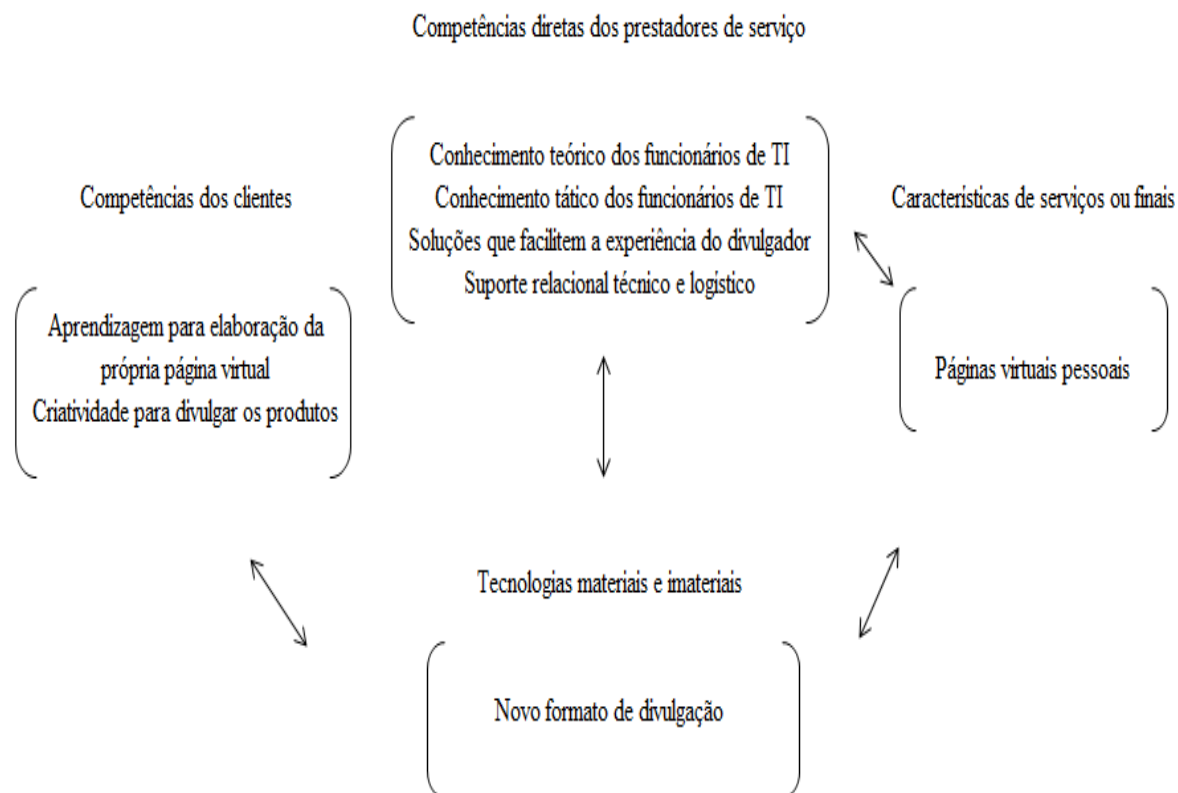 Competências diretas dos prestadores de serviço
Conhecimento teórico dos funcionários de TI
Conhecimento tático dos funcionários de TI
Soluções que facilitem a experiência do divulgador
Suporte relacional técnico e logístico
Competências dos clientes
Aprendizagem para elaboração da
própria página virtual
Criatividade para divulgar os produtos
Caracteristicas de serviços ou finais
Páginas virtuais pessoais
Tecnologias materiais e imateriais
Novo formato de divulgação